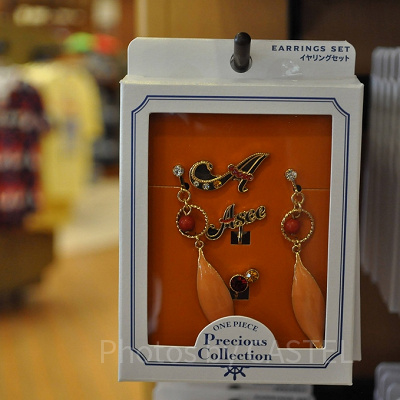 EARRINGS SET
イヤリングセット
A
Asce
ONE PIECE
Precious
Collection